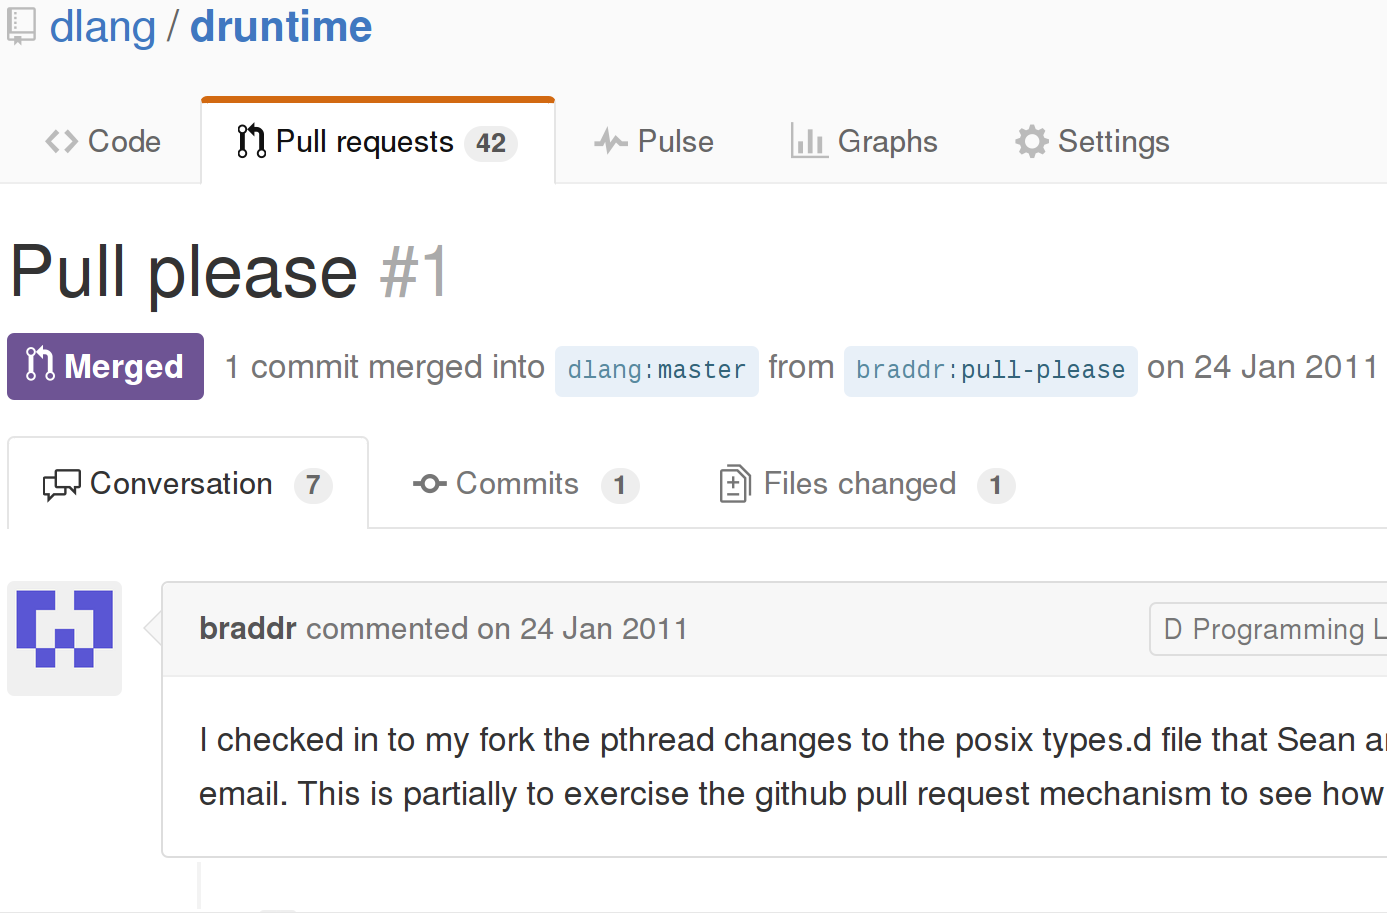 dlang / druntime
Code Pull requests 42 Pulse Graphs Settings
Pull please #1
Merged 1 commit merged into dlang:master from braddr:pull-please on 24 Jan 2011
Conversation 7 Commits 1 Files changed 1
braddr commented on 24 Jan 2011 D Programming L
I checked in to my fork the pthread changes to the posix types.d file that Sean a
email. This is partially to exercise the github pull request mechanism to see how